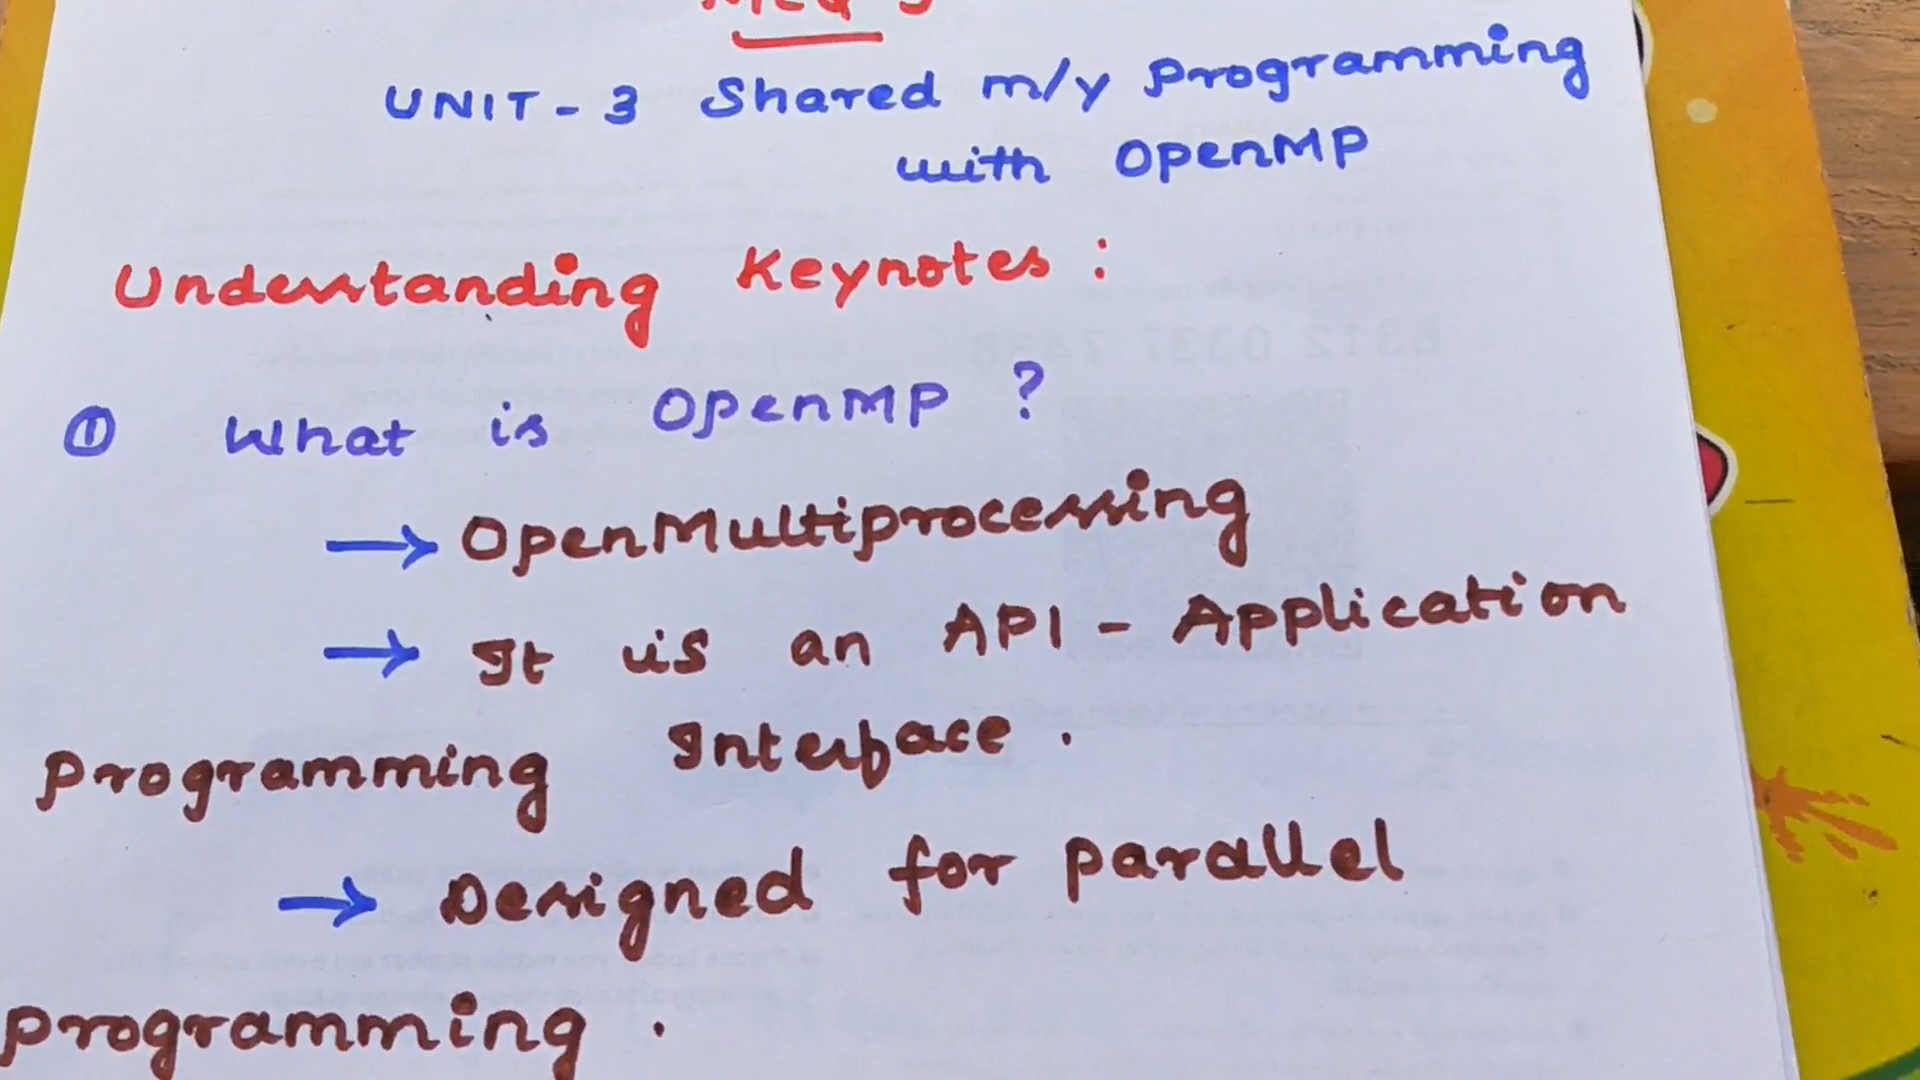 UNIT - 3 Shared m/y programming
with OpenMP
Understanding Keynotes :
① What is OpenMP ?
→ OpenMultiprocessing
→ It is an API - Application
programming Interface .
→ Designed for parallel
programming .